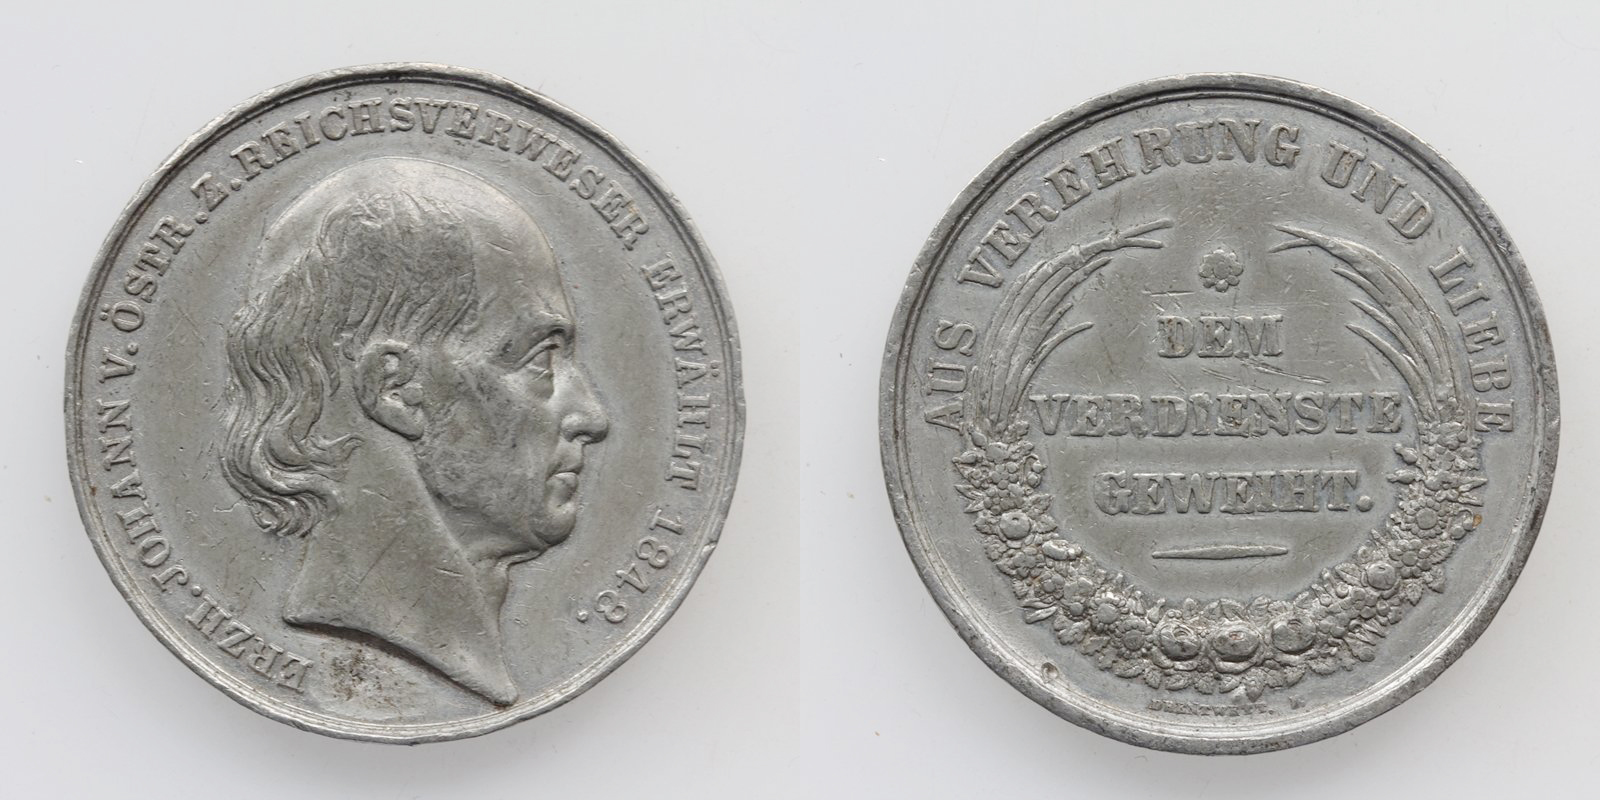 ERZH. JOHANN V. ÖSTR. Z. REICHSVERWESER ERWÄHLT 1848.
AUS VEREHRUNG UND LIEBE
DEM
VERDIENSTE
GEWEIHT.